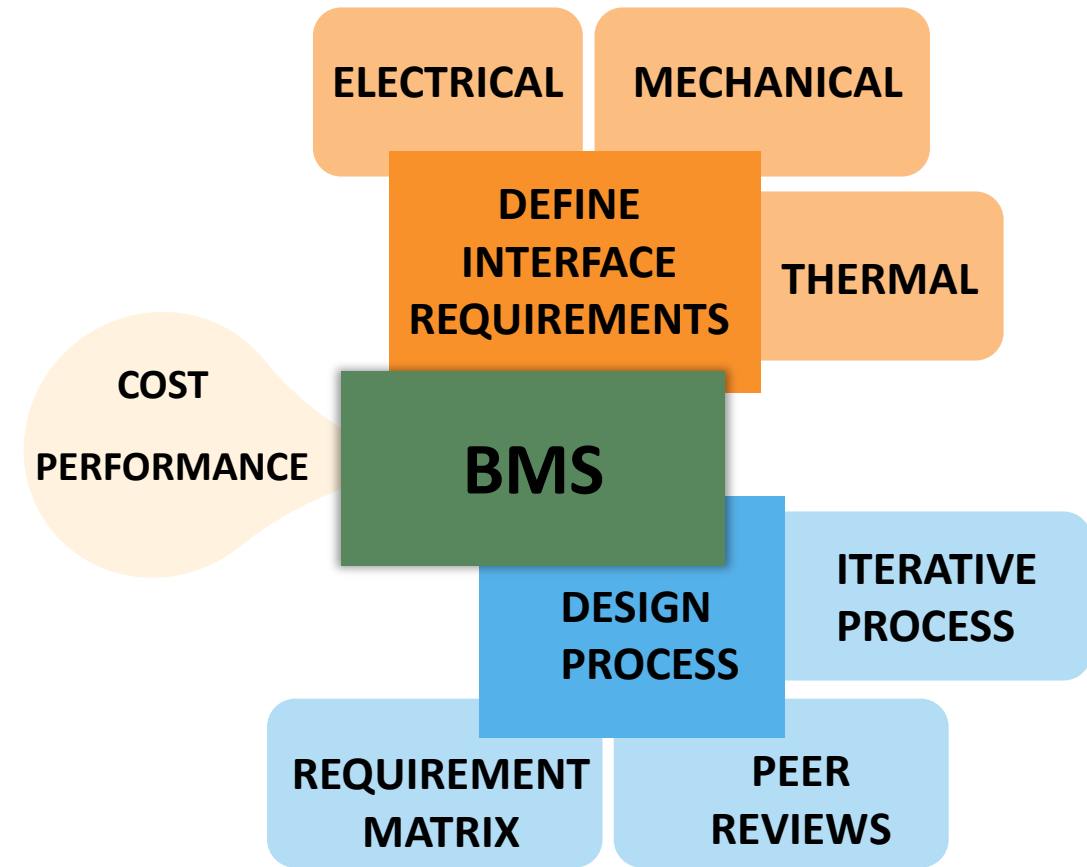 ELECTRICAL
MECHANICAL
DEFINE
INTERFACE
REQUIREMENTS
THERMAL
COST
PERFORMANCE
BMS
DESIGN
PROCESS
ITERATIVE
PROCESS
REQUIREMENT
MATRIX
PEER
REVIEWS